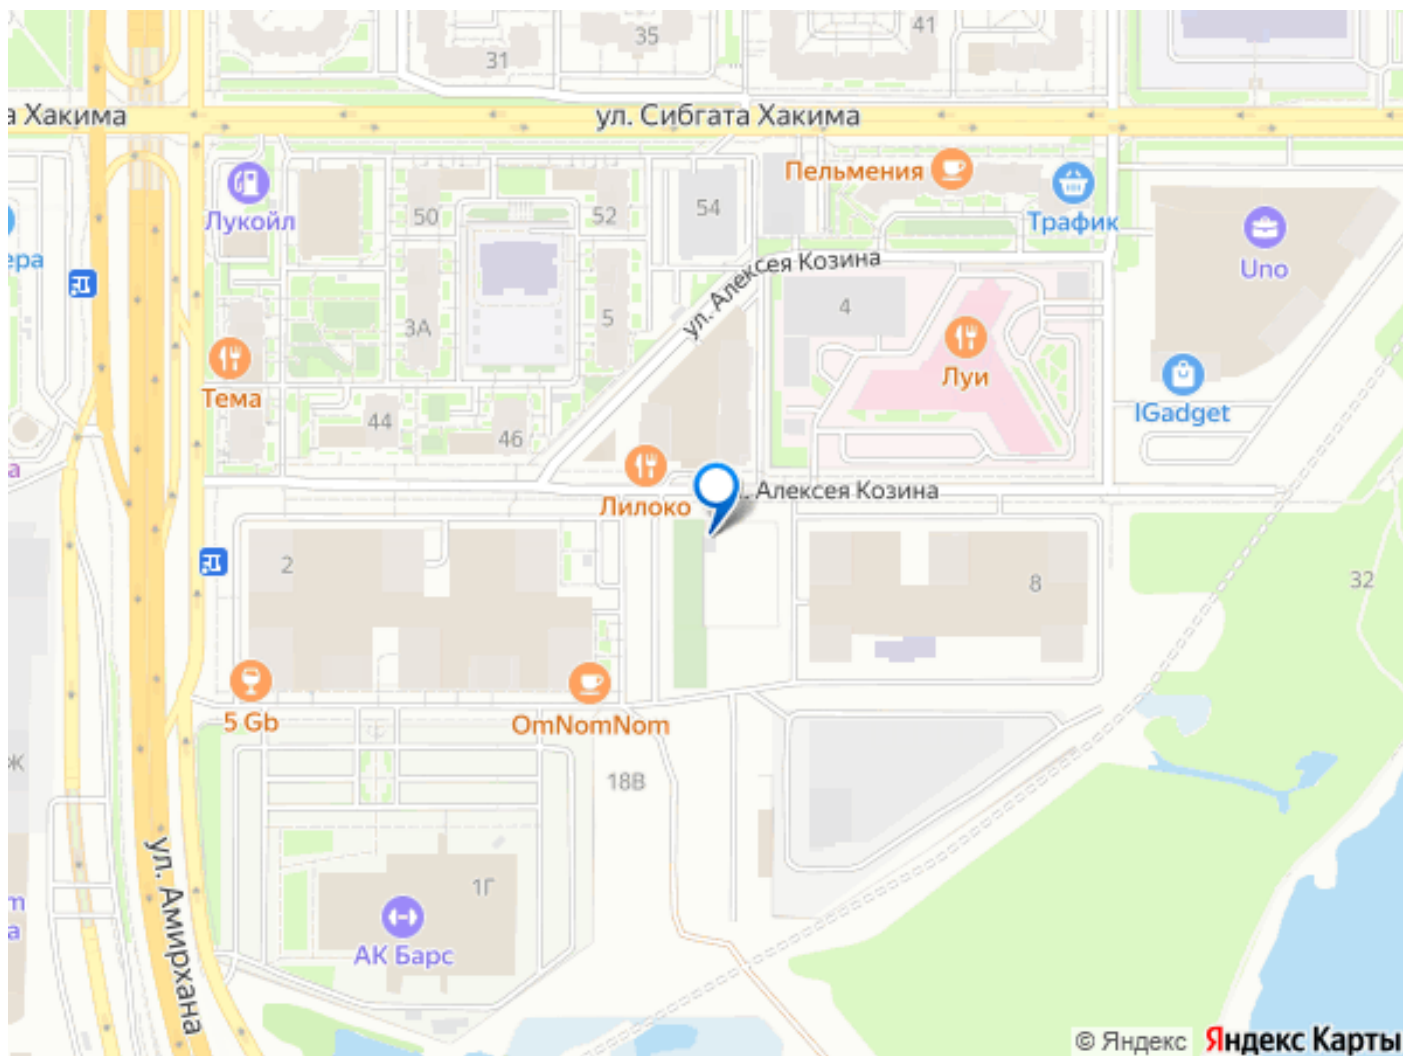 35
41
31
а Хакима
ул. Сибгата Хакима
Пельмения
Лукойл
50
52
54
Трафик
ера
Uno
ул. Алексея Козина
4
3А
5
Тема
Луи
IGadget
44
46
а
Лилоко
Алексея Козина
2
8
32
5 Gb
OmNomNom
Ж
18В
ул. Амирхана
1Г
m
а
АК Барс
© Яндекс Яндекс Карты